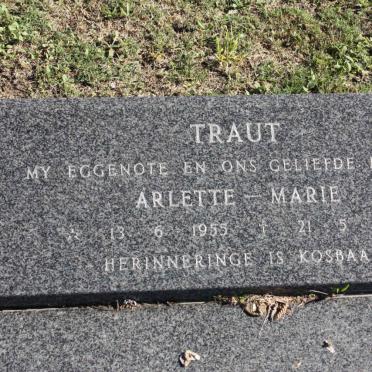 TRAUT
MY EGGENOTE EN ONS GELIEFDE
ARLETTE - MARIE
☆ 13 6 1955 † 21 5
HERINNERINGE IS KOSBAA